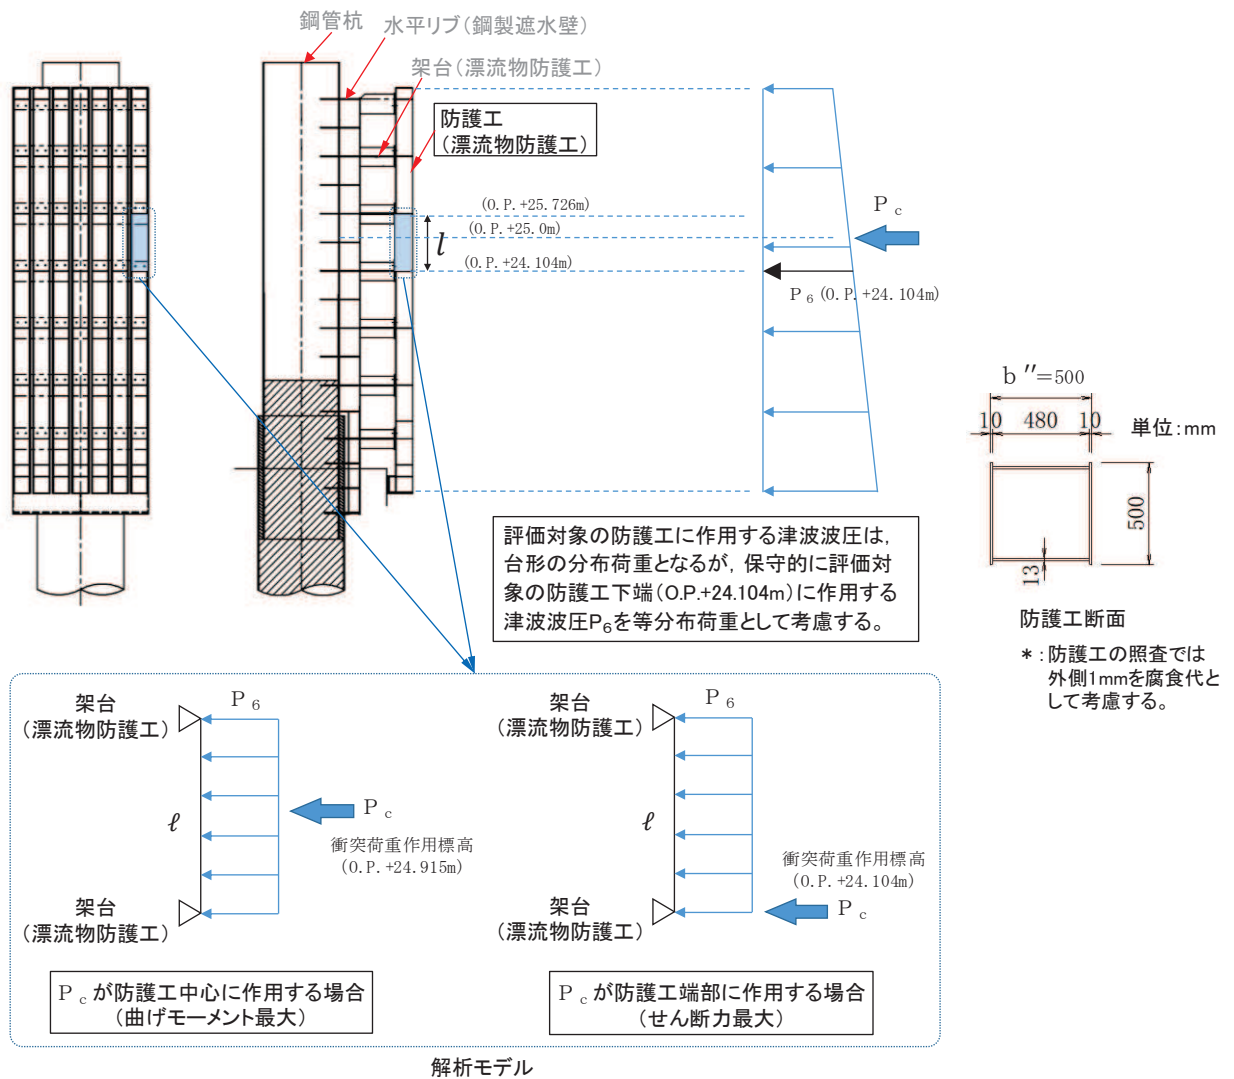 鋼管杭
水平リブ(鋼製遮水壁)
架台(漂流物防護工)
防護工
(漂流物防護工)
(O.P.+25.726m)
(O.P.+25.0m)
(O.P.+24.104m)
l
P c
P 6 (O.P.+24.104m)
b ″=500
10 480 10
単位:mm
500
13
防護工断面
*:防護工の照査では
外側1mmを腐食代と
して考慮する。
評価対象の防護工に作用する津波波圧は,
台形の分布荷重となるが, 保守的に評価対
象の防護工下端(O.P.+24.104m)に作用する
津波波圧P6を等分布荷重として考慮する。
架台
(漂流物防護工)
P 6
ℓ
P c
衝突荷重作用標高
(O.P.+24.915m)
架台
(漂流物防護工)
P c が防護工中心に作用する場合
(曲げモーメント最大)
架台
(漂流物防護工)
P 6
ℓ
衝突荷重作用標高
(O.P.+24.104m)
P c
架台
(漂流物防護工)
P c が防護工端部に作用する場合
(せん断力最大)
解析モデル